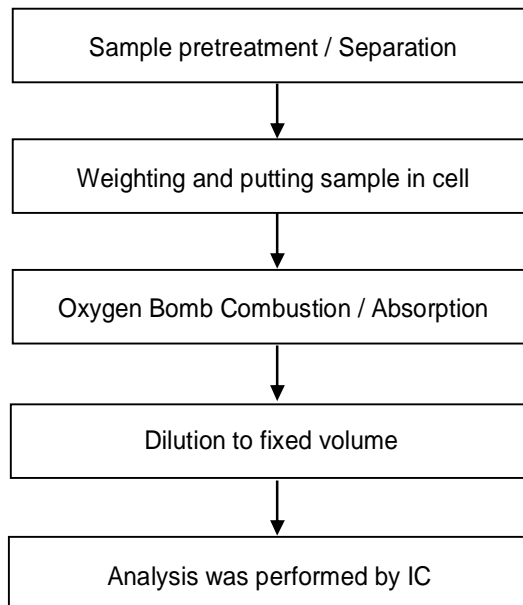 Sample pretreatment / Separation
Weighting and putting sample in cell
Oxygen Bomb Combustion / Absorption
Dilution to fixed volume
Analysis was performed by IC